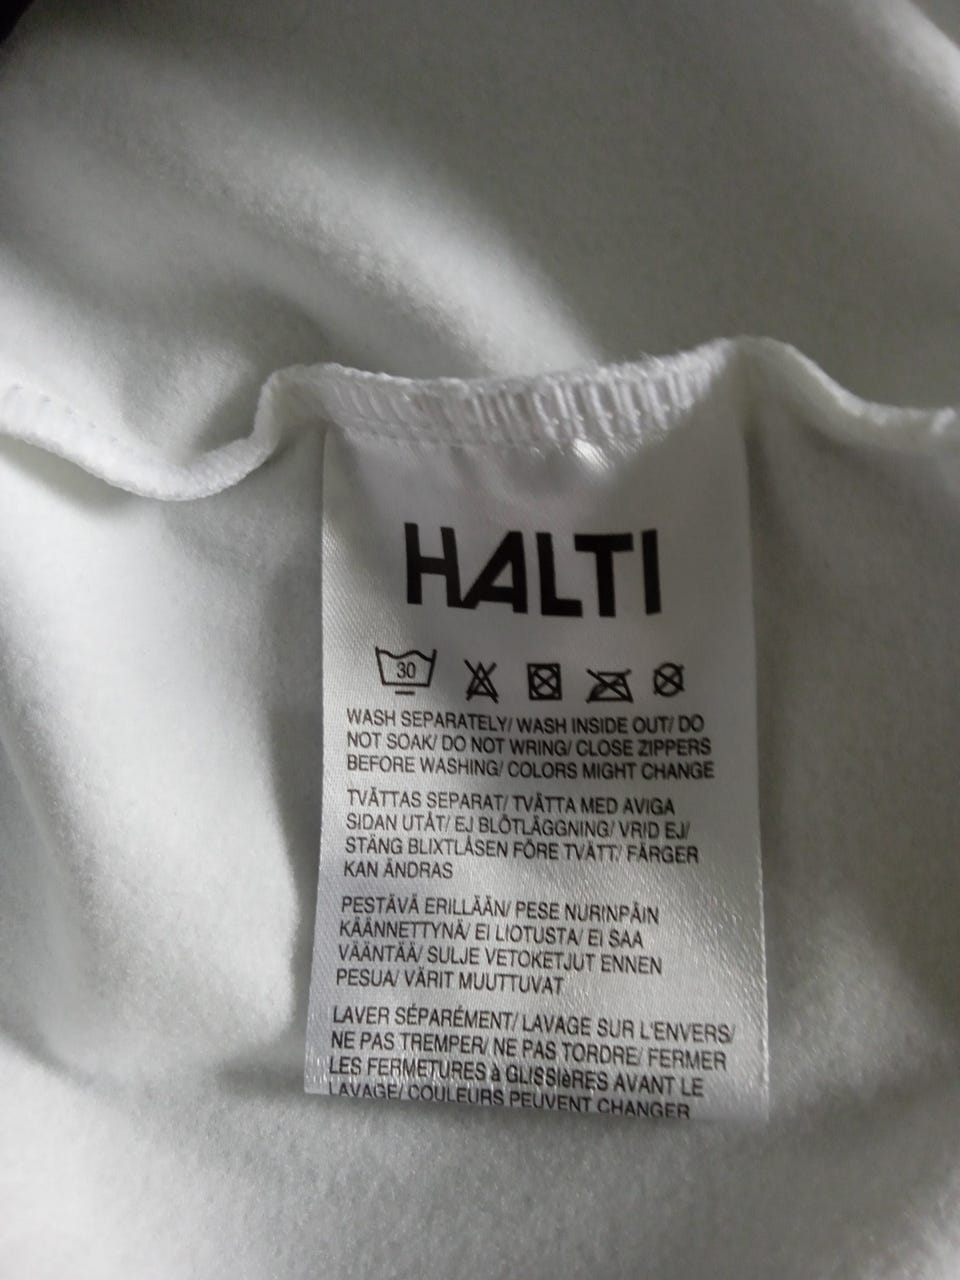 HALTI
30
WASH SEPARATELY/ WASH INSIDE OUT/ DO
NOT SOAK/ DO NOT WRING/ CLOSE ZIPPERS
BEFORE WASHING/ COLORS MIGHT CHANGE
TVÄTTAS SEPARAT/ TVÄTTA MED AVIGA
SIDAN UTÅT/ EJ BLÖTLÄGGNING/ VRID EJ/
STÄNG BLIXTLÅSEN FÖRE TVÄTT/ FÄRGER
KAN ÄNDRAS
PESTÄVÄ ERILLÄÄN/ PESE NURINPÄIN
KÄÄNNETTYNÄ/ EI LIOTUSTA/ EI SAA
VÄÄNTÄÄ/ SULJE VETOKETJUT ENNEN
PESUA/ VÄRIT MUUTTUVAT
LAVER SÉPARÉMENT/ LAVAGE SUR L'ENVERS/
NE PAS TREMPER/ NE PAS TORDRE/ FERMER
LES FERMETURES à GLISSIèRES AVANT LE
LAVAGE/ COULEURS PEUVENT CHANGER